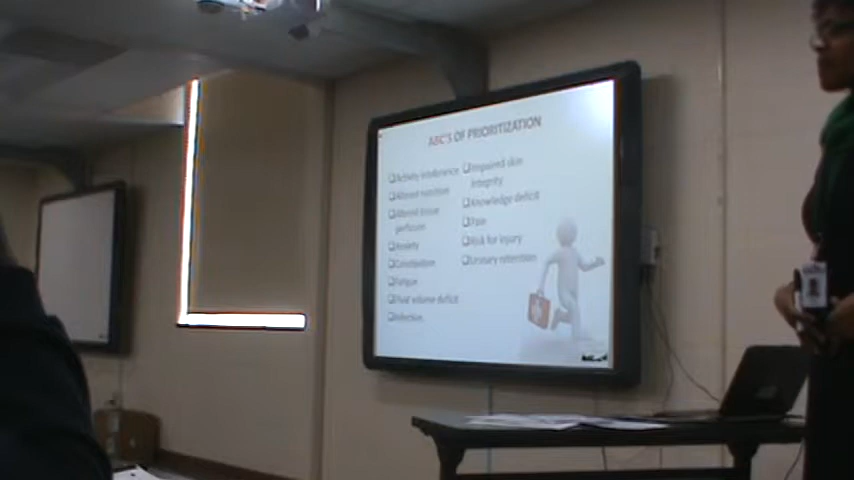 ABC'S OF PRIORITIZATION
❑Activity intolerance
❑Altered nutrition
❑Altered tissue
perfusion
❑Anxiety
❑Constipation
❑Fatigue
❑Fluid volume deficit
❑Infection
❑Impaired skin
integrity
❑Knowledge deficit
❑Pain
❑Risk for injury
❑Urinary retention